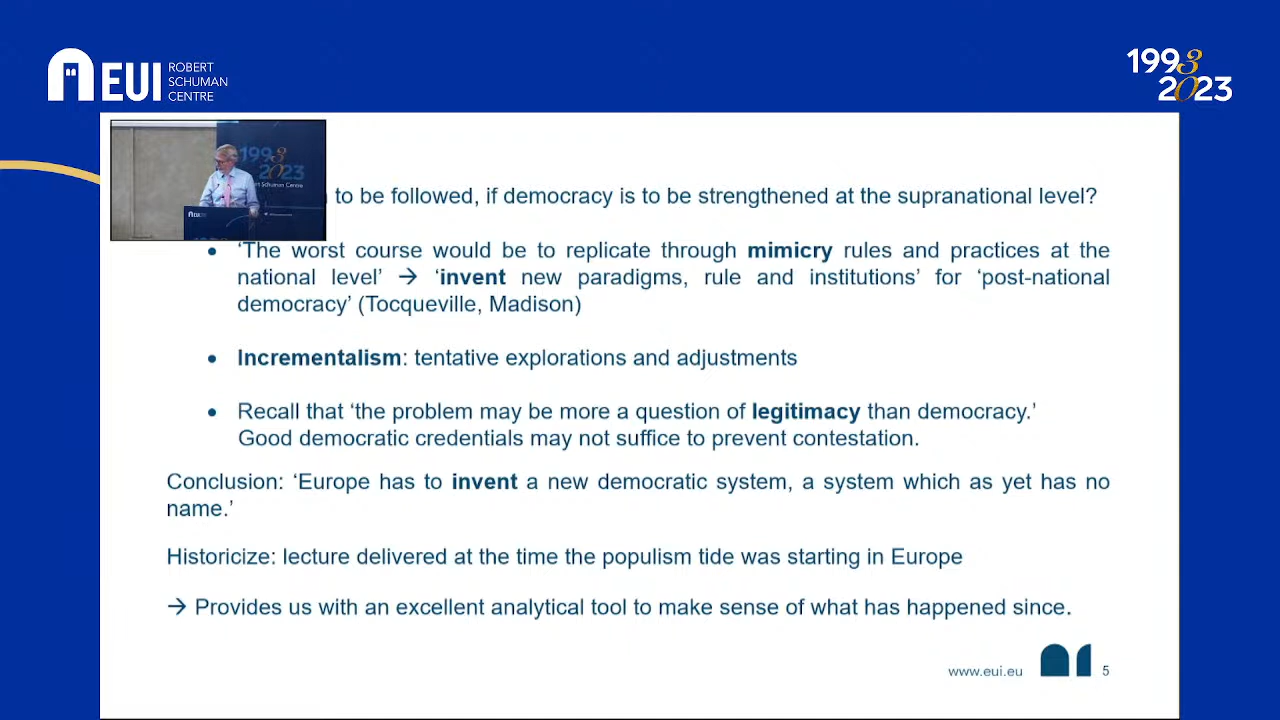 EUI
ROBERT
SCHUMAN
CENTRE
1993
2023
1993
2023
Robert Schuman Centre
EUI
to be followed, if democracy is to be strengthened at the supranational level?
• ‘The worst course would be to replicate through mimicry rules and practices at the
national level’ → ‘invent new paradigms, rule and institutions’ for ‘post-national
democracy’ (Tocqueville, Madison)
• Incrementalism: tentative explorations and adjustments
• Recall that ‘the problem may be more a question of legitimacy than democracy.’
Good democratic credentials may not suffice to prevent contestation.
Conclusion: ‘Europe has to invent a new democratic system, a system which as yet has no
name.’
Historicize: lecture delivered at the time the populism tide was starting in Europe
→ Provides us with an excellent analytical tool to make sense of what has happened since.
www.eui.eu
5